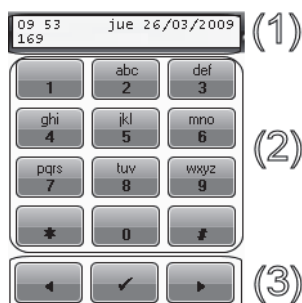 09 53 jue 26/03/2009 (1)
169
1 abc 2 def 3
ghi 4 jkl 5 mno 6 (2)
pqrs 7 tuv 8 wxyz 9
* 0 #
(3)